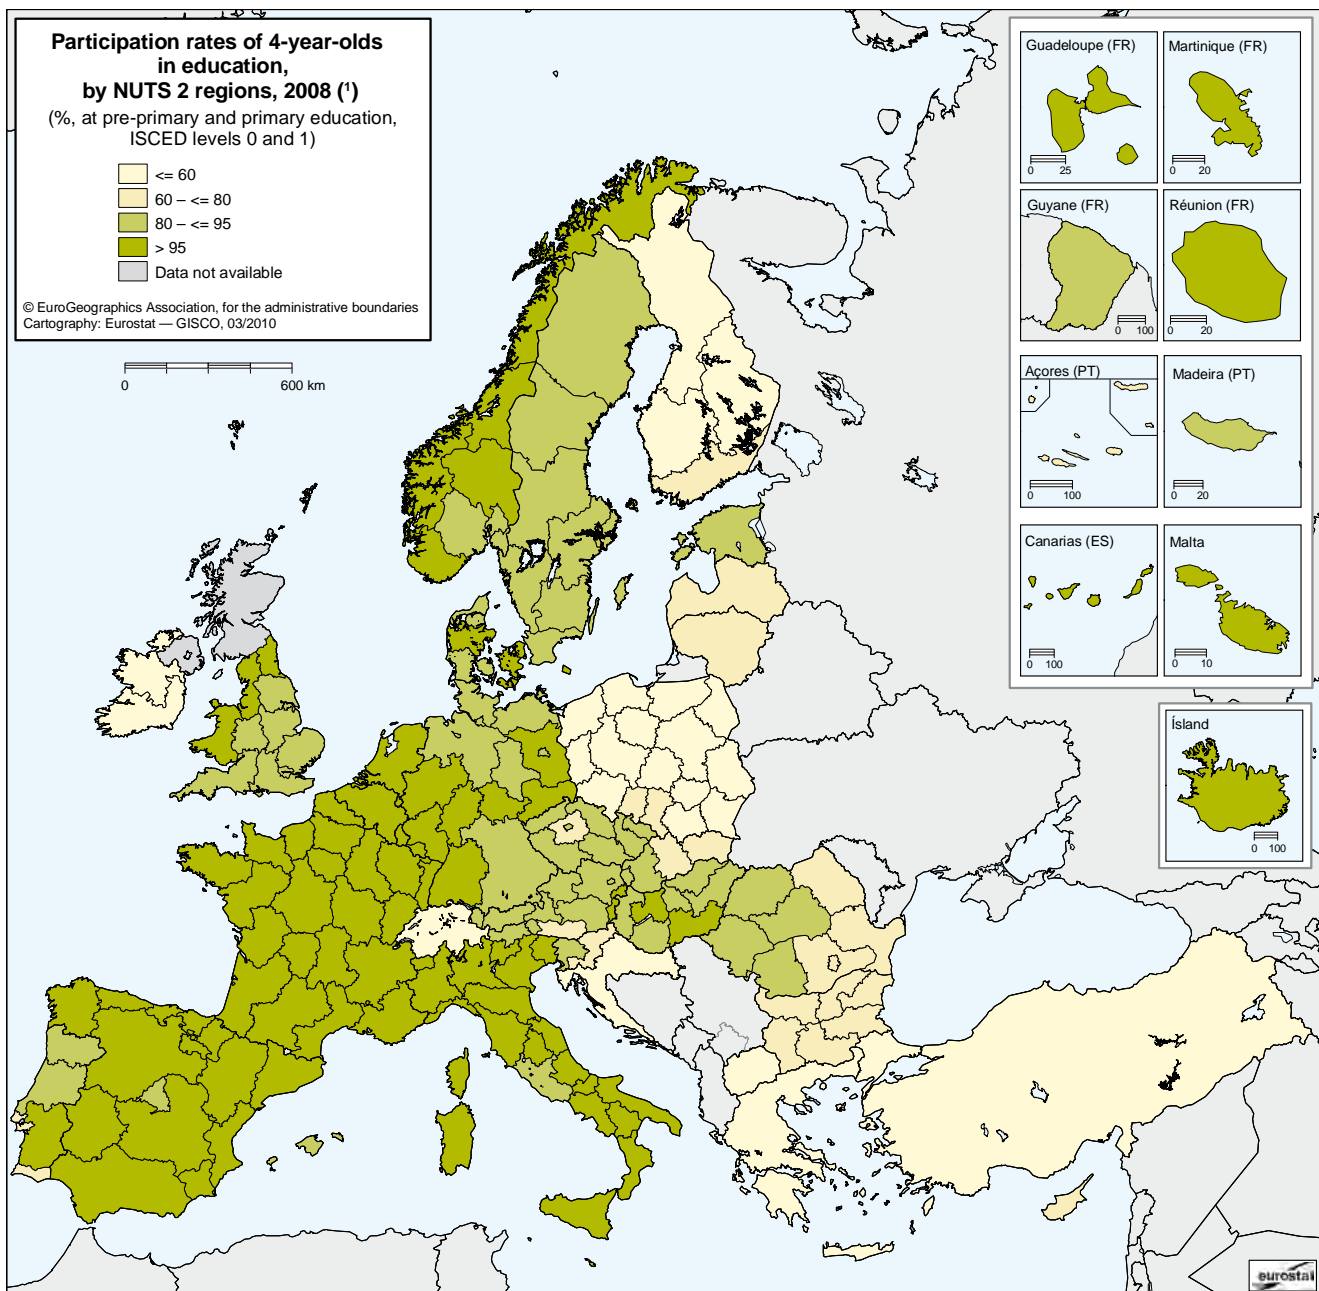 Participation rates of 4-year-olds
in education,
by NUTS 2 regions, 2008 (¹)
(%, at pre-primary and primary education,
ISCED levels 0 and 1)
<= 60
60 – <= 80
80 – <= 95
> 95
Data not available
© EuroGeographics Association, for the administrative boundaries
Cartography: Eurostat — GISCO, 03/2010
0 600 km
Guadeloupe (FR)
0 25
Martinique (FR)
0 20
Guyane (FR)
0 100
Réunion (FR)
0 20
Açores (PT)
0 100
Madeira (PT)
0 20
Canarias (ES)
0 100
Malta
0 10
Ísland
0 100
eurostat